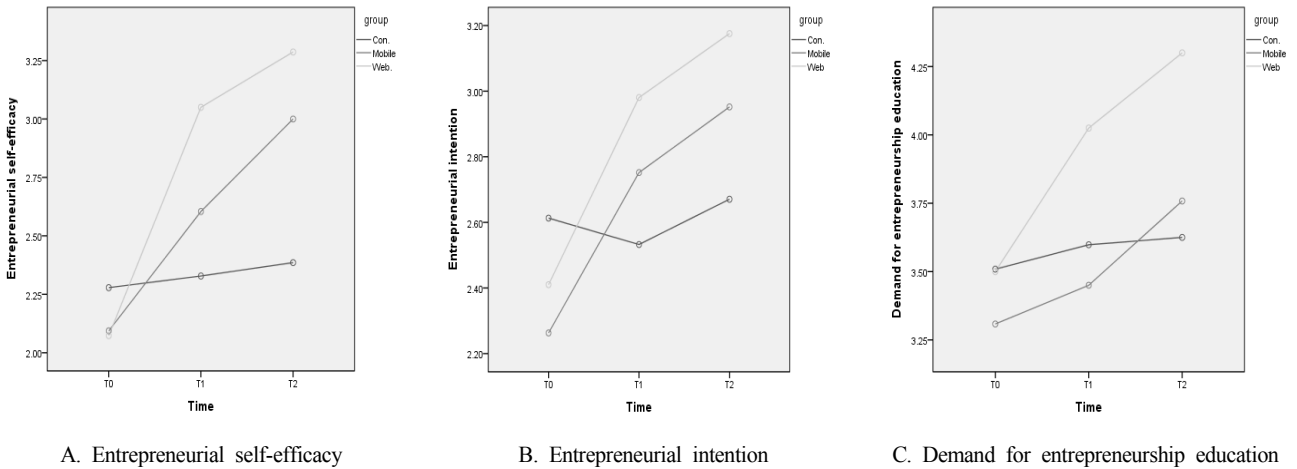 group
Con.
Mobile
Web.
3.25
3.00
2.75
2.50
2.25
2.00
Entrepreneurial self-efficacy
T0 T1 T2
Time
A. Entrepreneurial self-efficacy
group
Con.
Mobile
Web
3.20
3.00
2.80
2.60
2.40
2.20
Entrepreneurial intention
T0 T1 T2
Time
B. Entrepreneurial intention
group
Con.
Mobile
Web
4.25
4.00
3.75
3.50
3.25
Demand for entrepreneurship education
T0 T1 T2
Time
C. Demand for entrepreneurship education